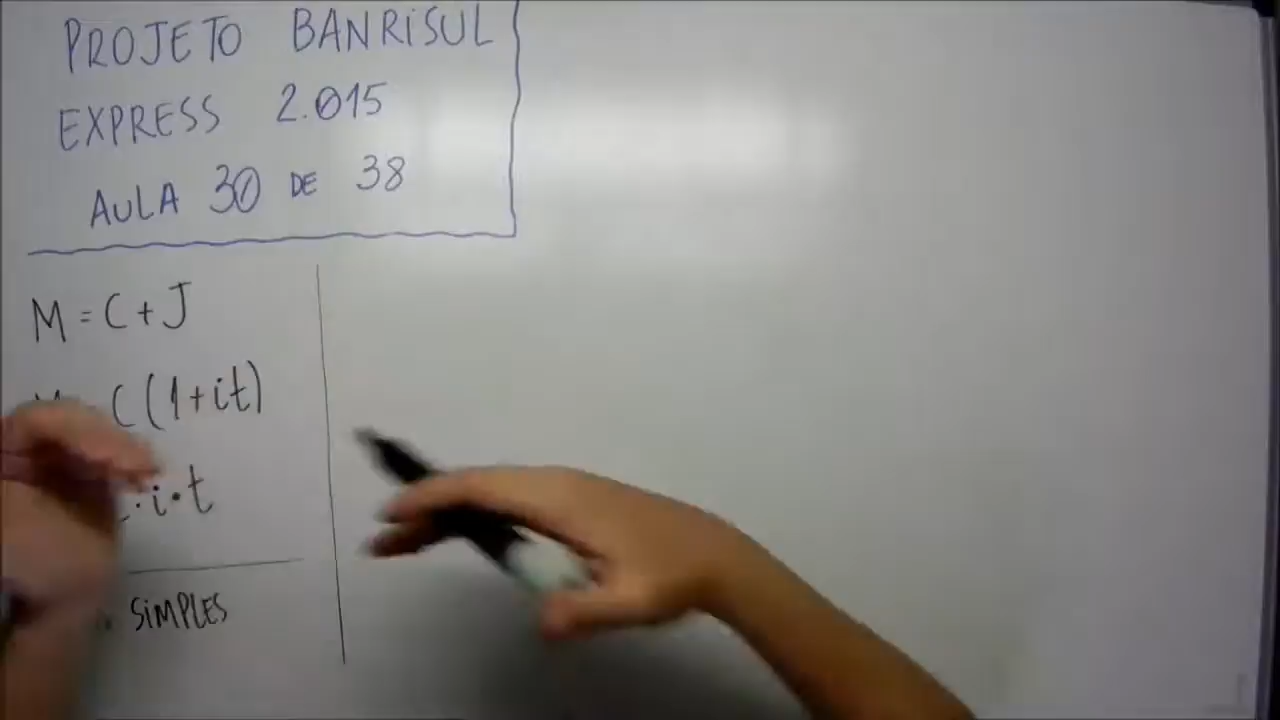 PROJETO BANRISUL
EXPRESS 2.015
AULA 30 DE 38
M = C + J
C (1 + it)
· i · t
SIMPLES